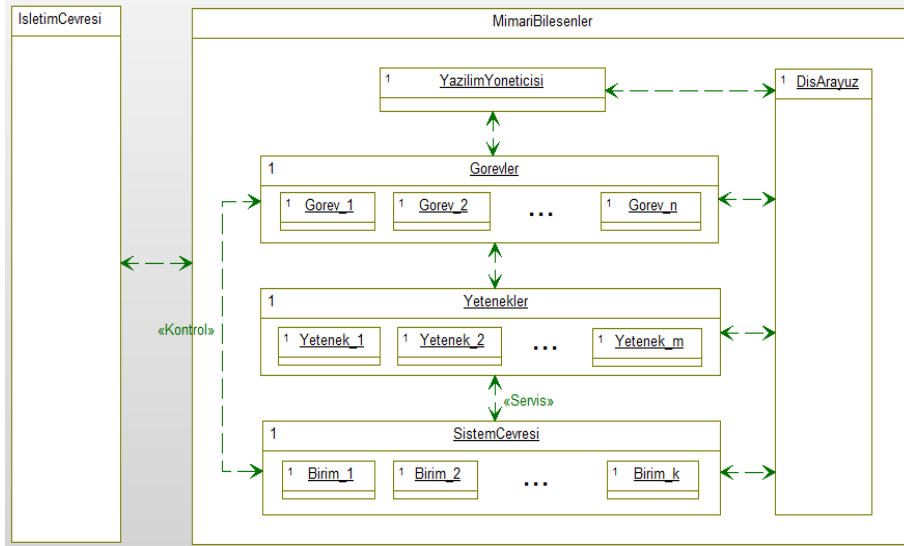 IsletimCevresi
MimariBilesenler
1 YazilimYoneticisi
1 DisArayuz
1 Gorevler
1 Gorev_1
1 Gorev_2
...
1 Gorev_n
1 Yetenekler
«Kontrol»
1 Yetenek_1
1 Yetenek_2
...
1 Yetenek_m
«Servis»
1 SistemCevresi
1 Birim_1
1 Birim_2
...
1 Birim_k